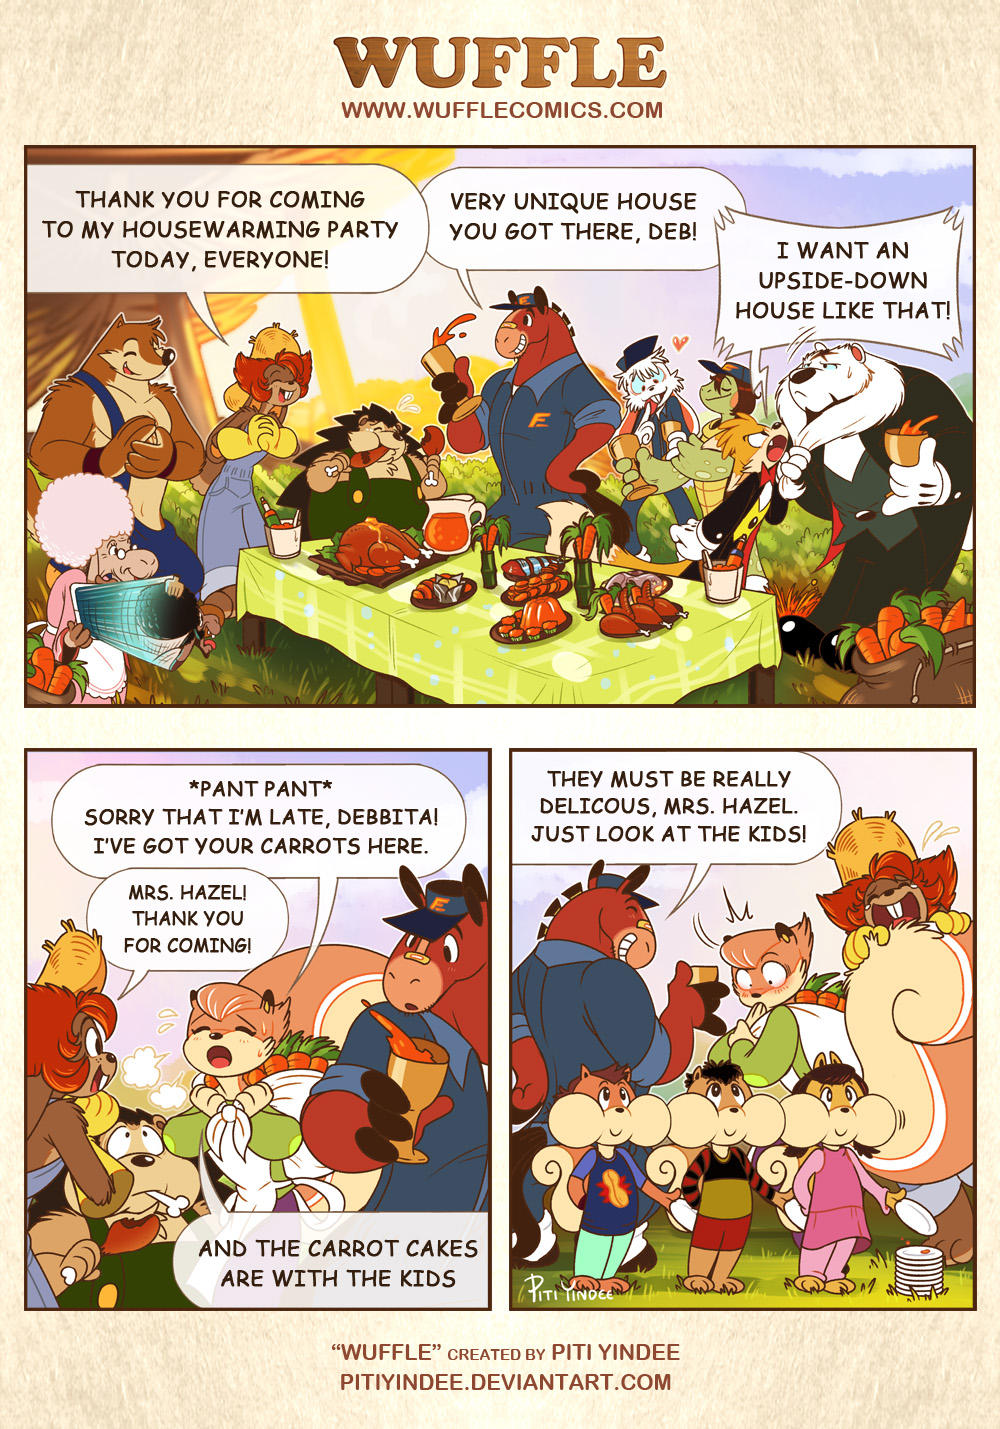 WUFFLE
WWW.WUFFLECOMICS.COM
THANK YOU FOR COMING
TO MY HOUSEWARMING PARTY
TODAY, EVERYONE!
VERY UNIQUE HOUSE
YOU GOT THERE, DEB!
I WANT AN
UPSIDE-DOWN
HOUSE LIKE THAT!
*PANT PANT*
SORRY THAT I'M LATE, DEBBITA!
I'VE GOT YOUR CARROTS HERE.
MRS. HAZEL!
THANK YOU
FOR COMING!
AND THE CARROT CAKES
ARE WITH THE KIDS
THEY MUST BE REALLY
DELICOUS, MRS. HAZEL.
JUST LOOK AT THE KIDS!
PITI YINDEE
"WUFFLE" CREATED BY PITI YINDEE
PITIYINDEE.DEVIANTART.COM